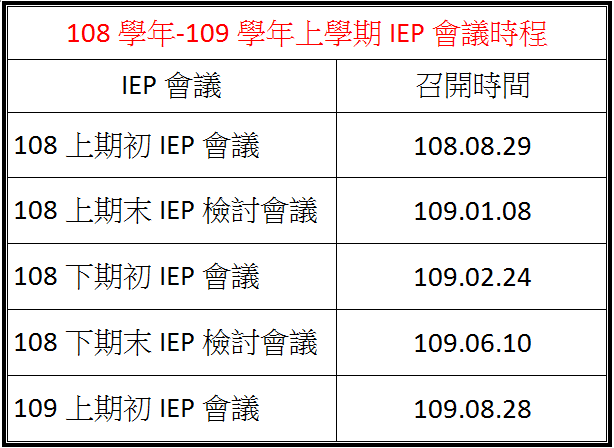 108 學年-109 學年上學期 IEP 會議時程
IEP 會議 召開時間
108 上期初 IEP 會議 108.08.29
108 上期末 IEP 檢討會議 109.01.08
108 下期初 IEP 會議 109.02.24
108 下期末 IEP 檢討會議 109.06.10
109 上期初 IEP 會議 109.08.28